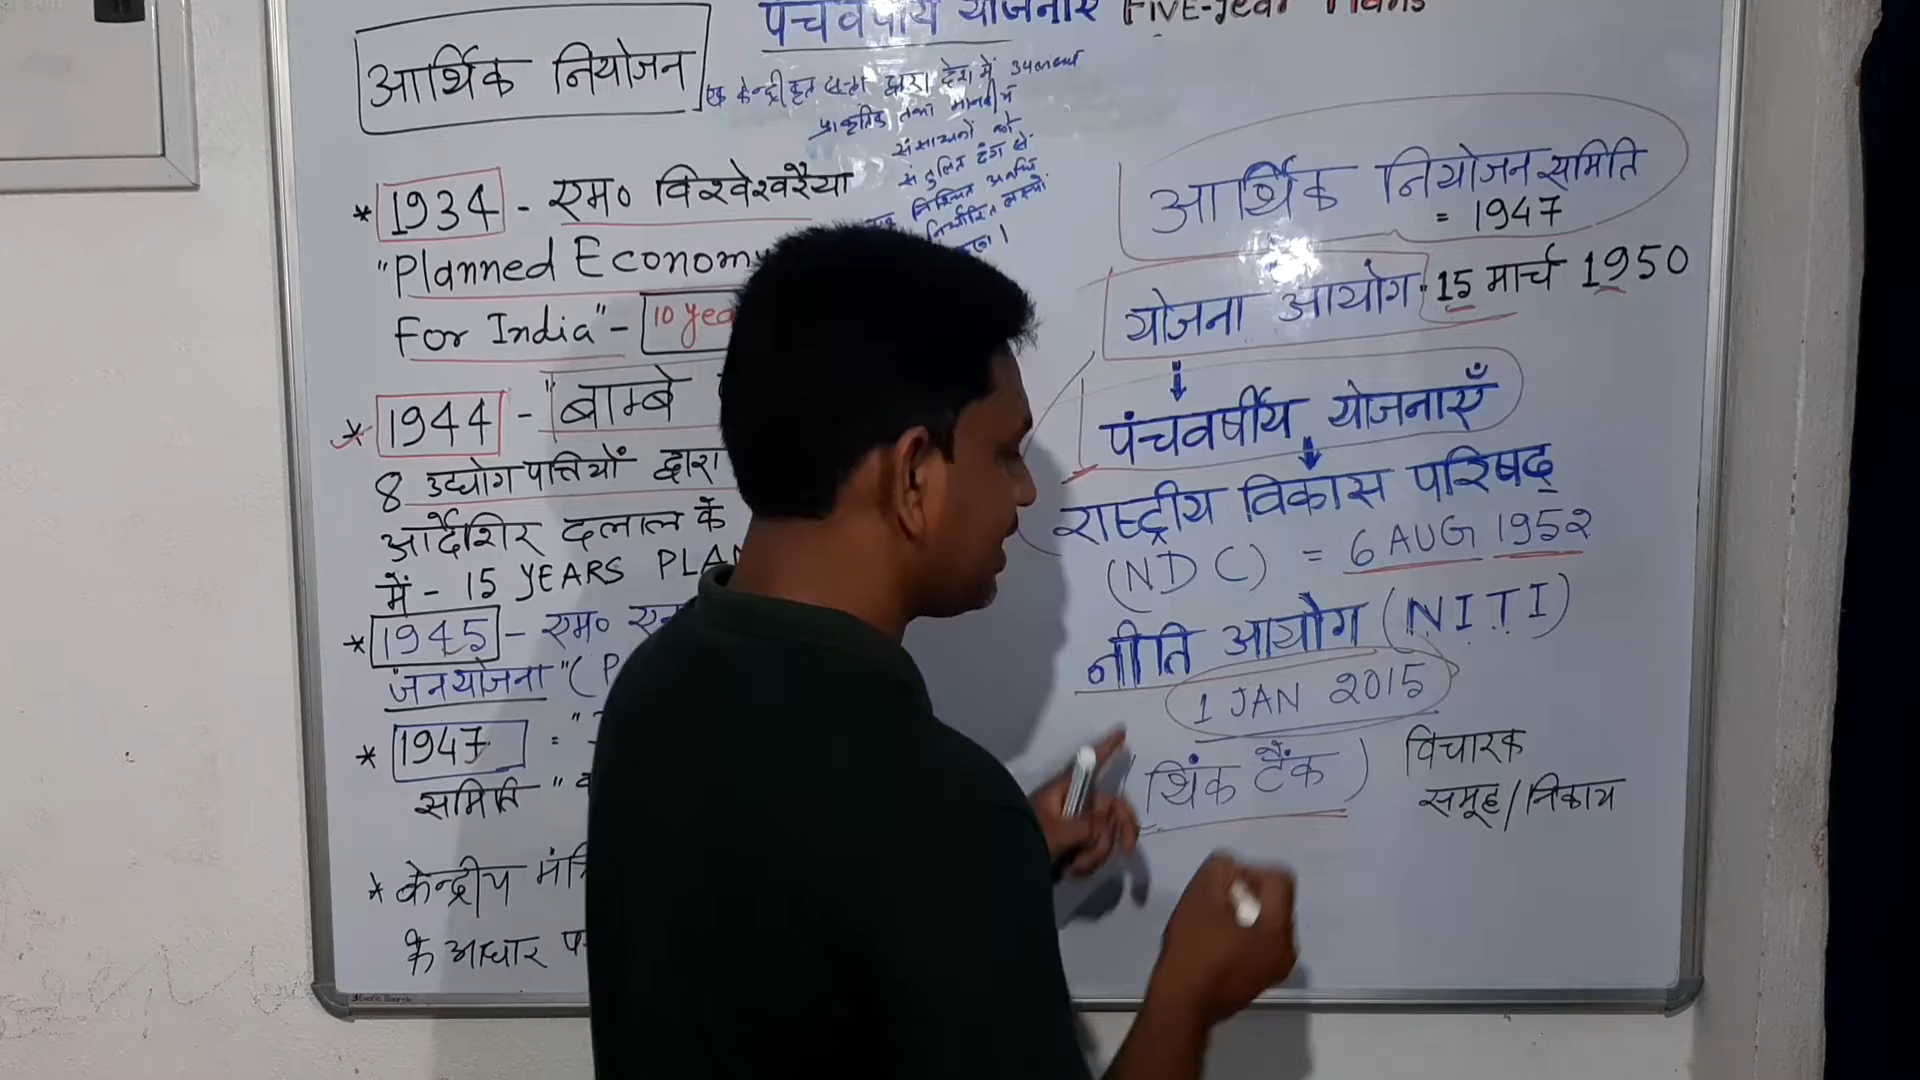 पंचवर्षीय योजनाएँ FIVE-Year Plans
आर्थिक नियोजन
एक केन्द्रीकृत सत्ता द्वारा देश में उपलब्ध
प्राकृतिक तथा मानवीय
संसाधनों को
संतुलित ढंग से
निश्चित अवधि
निर्धारित लक्ष्यों
* 1934 - एम० विश्वेश्वरैया
"Planned Economy
For India" - 10 yea
* 1944 - "बाम्बे
8 उद्योगपतियों द्वारा
आर्देशिर दलाल के
में - 15 YEARS PLAN
* 1945 - एम० एन
जनयोजना" (P
* 1947 = "
समिति"
* केन्द्रीय मंत्रि
के आधार प
आर्थिक नियोजन समिति
= 1947
योजना आयोग 15 मार्च 1950
पंचवर्षीय योजनाएँ
राष्ट्रीय विकास परिषद्
(NDC) = 6 AUG 1952
नीति आयोग (NITI)
1 JAN 2015
(थिंक टैंक) विचारक
समूह/निकाय